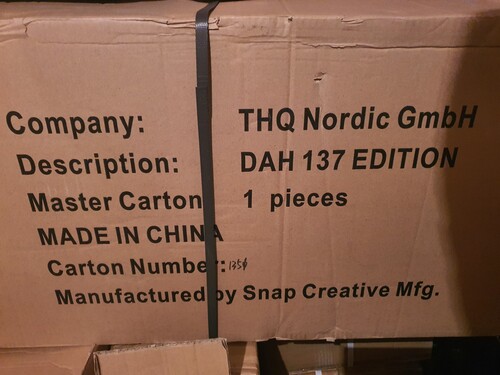 Company: THQ Nordic GmbH
Description: DAH 137 EDITION
Master Carton 1 pieces
MADE IN CHINA
Carton Number:
Manufactured by Snap Creative Mfg.